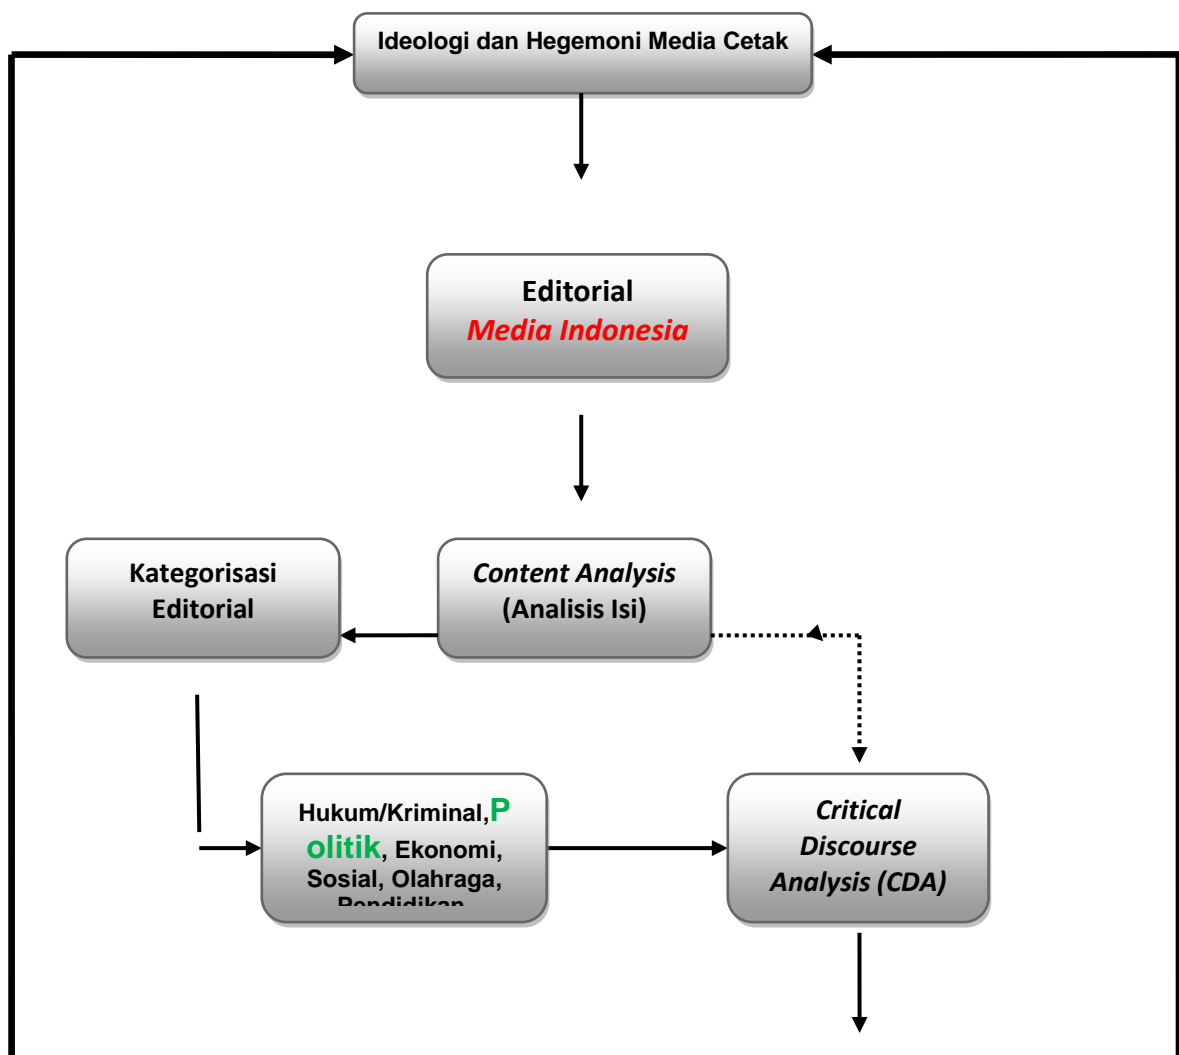 Ideologi dan Hegemoni Media Cetak
Editorial
Media Indonesia
Kategorisasi
Editorial
Content Analysis
(Analisis Isi)
Hukum/Kriminal,P
olitik, Ekonomi,
Sosial, Olahraga,
Pendidikan
Critical
Discourse
Analysis (CDA)